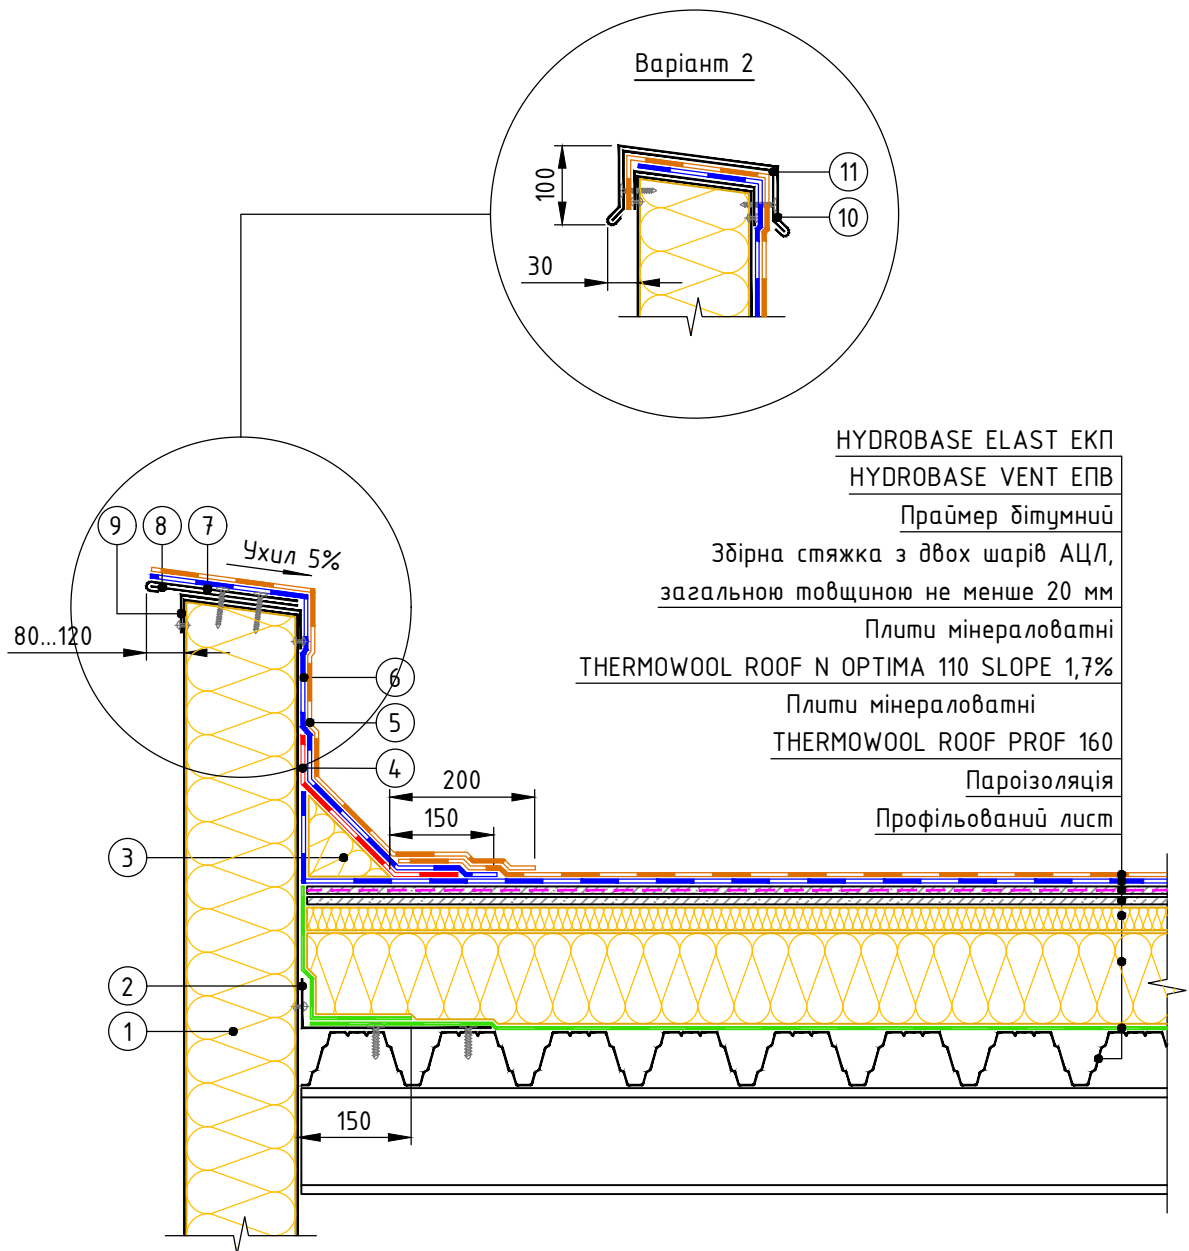 Варіант 2
100
11
10
30
HYDROBASE ELAST ЕКП
HYDROBASE VENT ЕПВ
Праймер бітумний
Збірна стяжка з двох шарів АЦЛ,
загальною товщиною не менше 20 мм
Плити мінераловатні
THERMOWOOL ROOF N OPTIMA 110 SLOPE 1,7%
Плити мінераловатні
THERMOWOOL ROOF PROF 160
Пароізоляція
Профільований лист
9
8
7
Ухил 5%
80...120
6
5
4
200
150
3
2
1
150